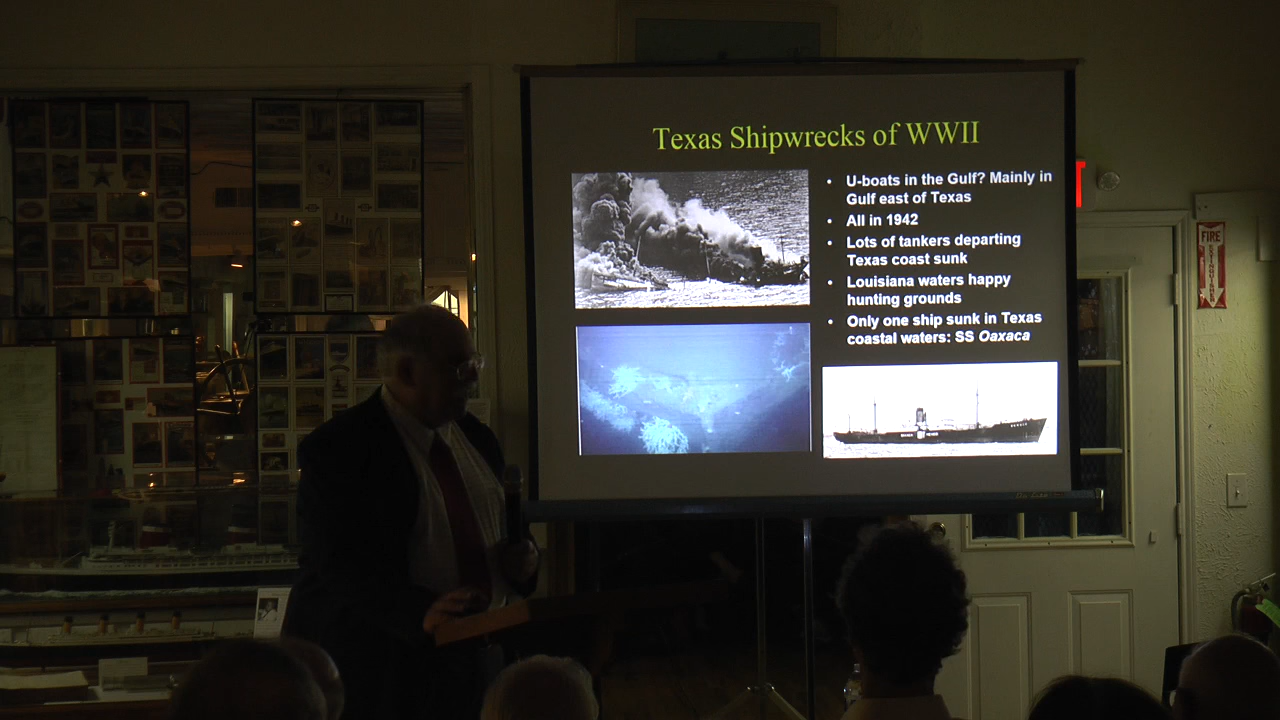 Texas Shipwrecks of WWII
• U-boats in the Gulf? Mainly in
Gulf east of Texas
• All in 1942
• Lots of tankers departing
Texas coast sunk
• Louisiana waters happy
hunting grounds
• Only one ship sunk in Texas
coastal waters: SS Oaxaca
FIRE
EXTINGUISHER